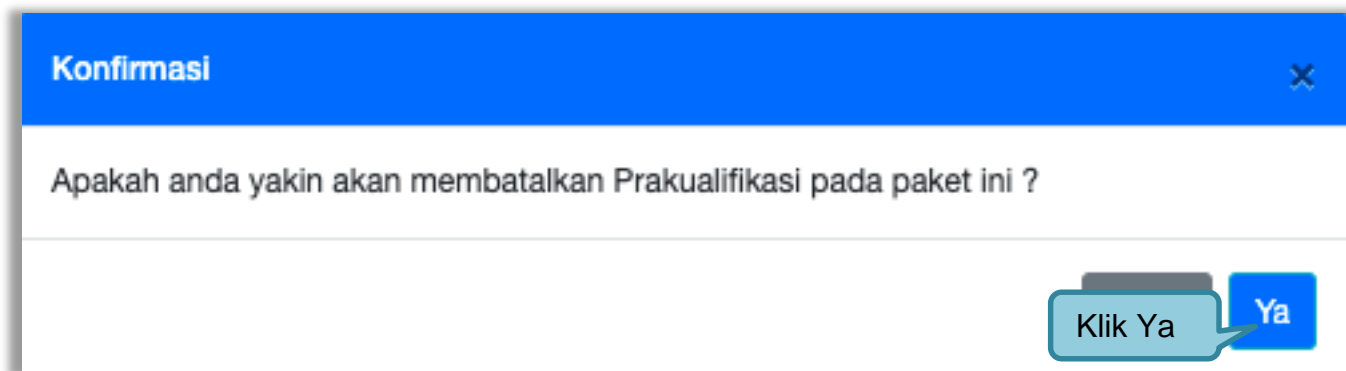 Konfirmasi
×
Apakah anda yakin akan membatalkan Prakualifikasi pada paket ini ?
Klik Ya
Ya